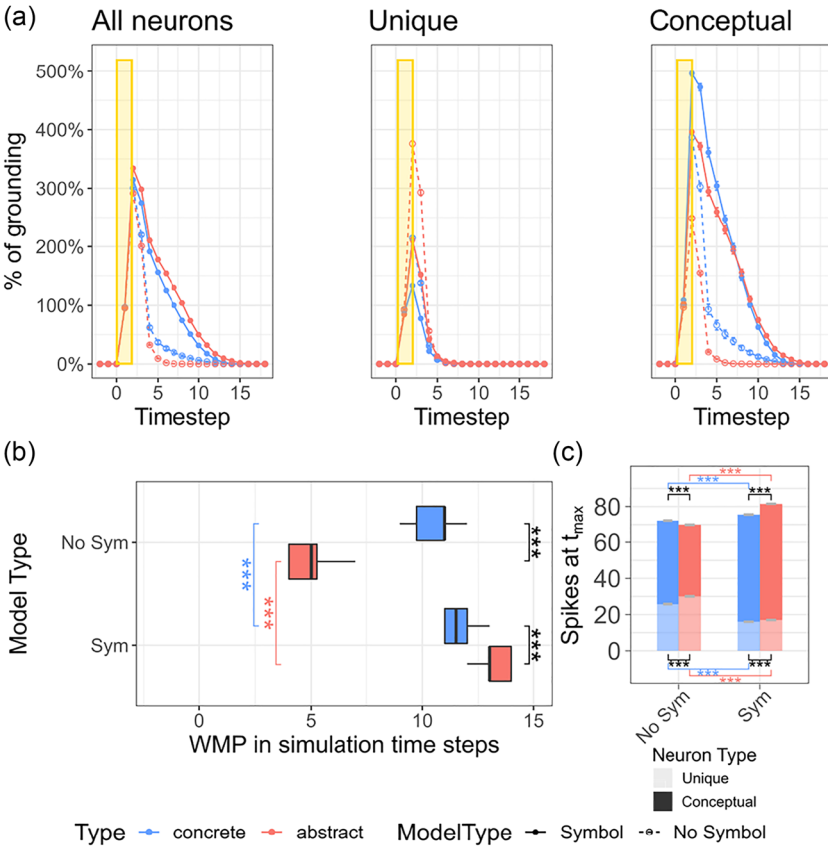 (a)
All neurons
Unique
Conceptual
% of grounding
500%
400%
300%
200%
100%
0%
0 5 10 15
0 5 10 15
0 5 10 15
Timestep
Timestep
Timestep
(b)
Model Type
No Sym
Sym
***
***
***
***
0 5 10 15
WMP in simulation time steps
(c)
Spikes at tmax
80
60
40
20
0
***
***
***
***
***
***
***
***
No Sym
Sym
Neuron Type
Unique
Conceptual
Type concrete abstract ModelType Symbol No Symbol